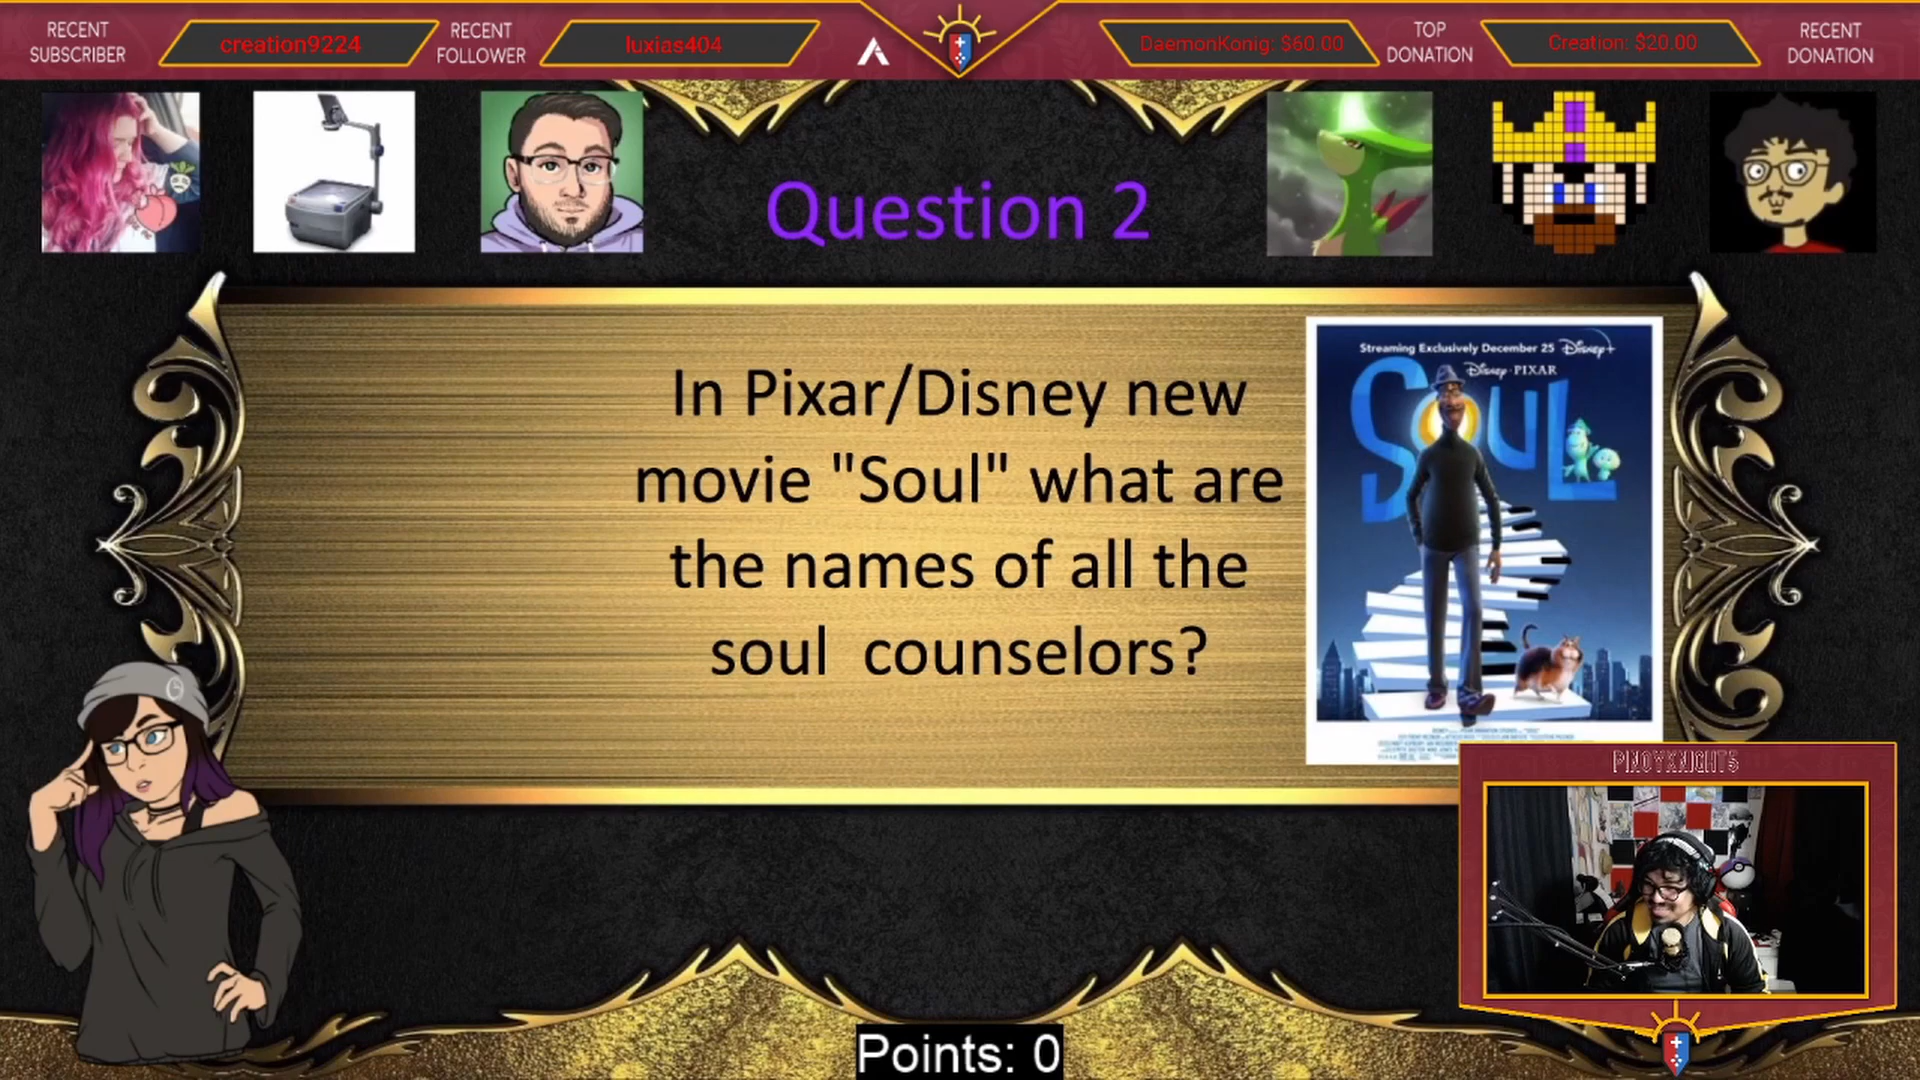 RECENT
SUBSCRIBER
creation9224
RECENT
FOLLOWER
luxias404
DaemonKonig: $60.00
TOP
DONATION
Creation: $20.00
RECENT
DONATION
Question 2
In Pixar/Disney new
movie "Soul" what are
the names of all the
soul counselors?
Streaming Exclusively December 25 Disney+
Disney PIXAR
SOUL
PINOYKNIGHTS
Points: 0